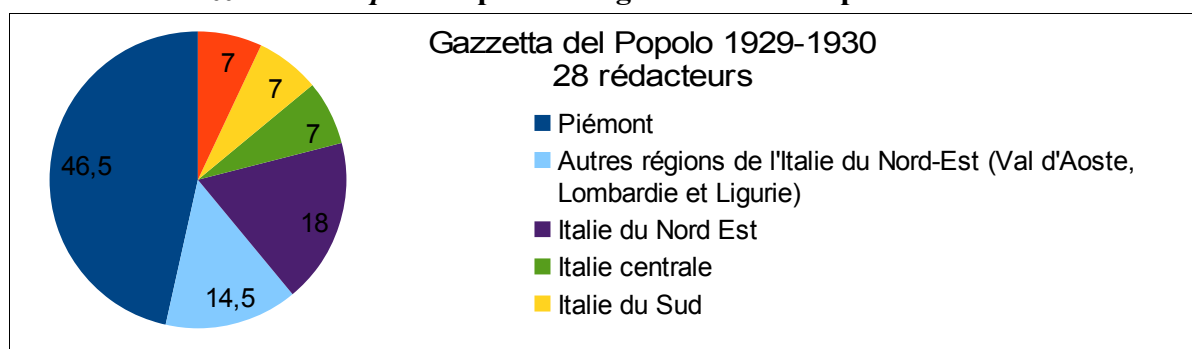 Gazzetta del Popolo 1929-1930
28 rédacteurs
7
7
7
46,5
18
14,5
Piémont
Autres régions de l'Italie du Nord-Est (Val d'Aoste,
Lombardie et Ligurie)
Italie du Nord Est
Italie centrale
Italie du Sud